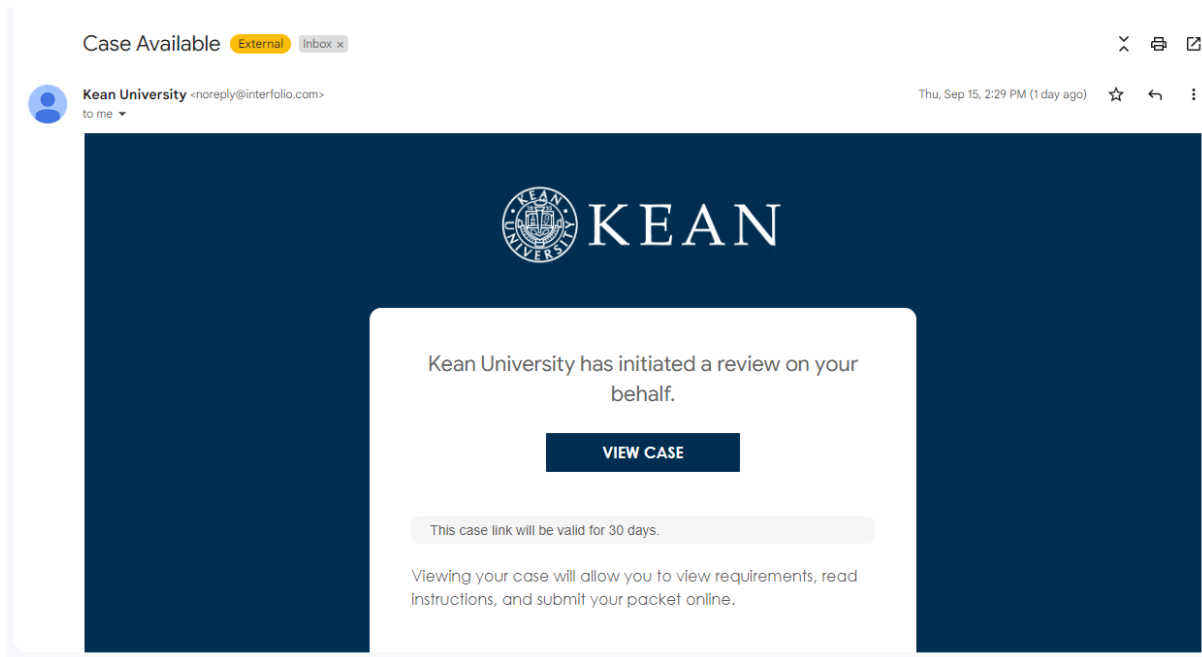 Case Available External Inbox ×
Kean University <noreply@interfolio.com> Thu, Sep 15, 2:29 PM (1 day ago)
to me
KEAN UNIVERSITY
KEAN
Kean University has initiated a review on your
behalf.
VIEW CASE
This case link will be valid for 30 days.
Viewing your case will allow you to view requirements, read
instructions, and submit your packet online.